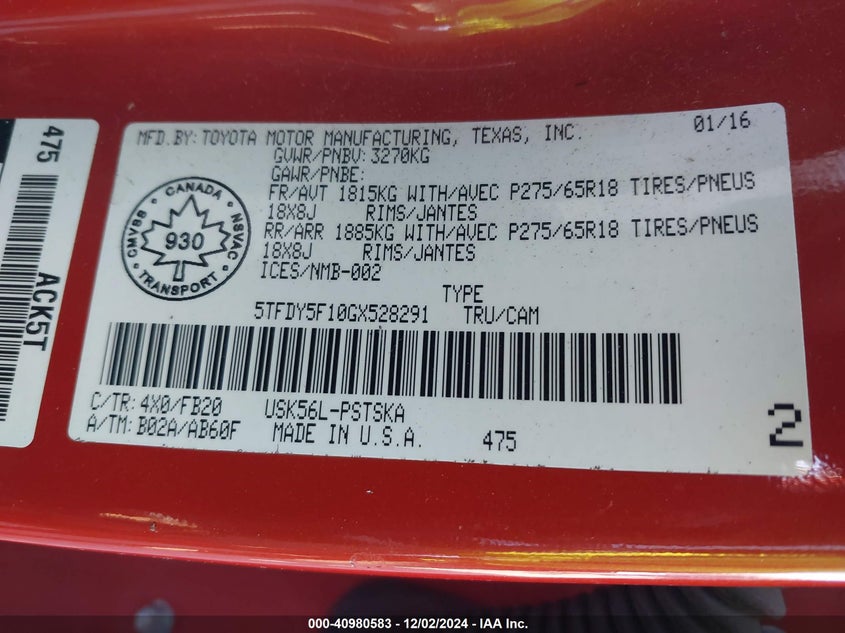 475
ACK5T
MFD.BY:TOYOTA MOTOR MANUFACTURING, TEXAS, INC. 01/16
GVWR/PNBV:3270KG
GAWR/PNBE:
FR/AVT 1815KG WITH/AVEC P275/65R18 TIRES/PNEUS
18X8J RIMS/JANTES
RR/ARR 1885KG WITH/AVEC P275/65R18 TIRES/PNEUS
18X8J RIMS/JANTES
ICES/NMB-002
CANADA
CMVSS
930
NSVAC
TRANSPORT
TYPE
5TFDY5F10GX528291 TRU/CAM
C/TR:4X0/FB20 USK56L-PSTSKA
A/TM:B02A/AB60F MADE IN U.S.A. 475
2
000-40980583 - 12/02/2024 - IAA Inc.